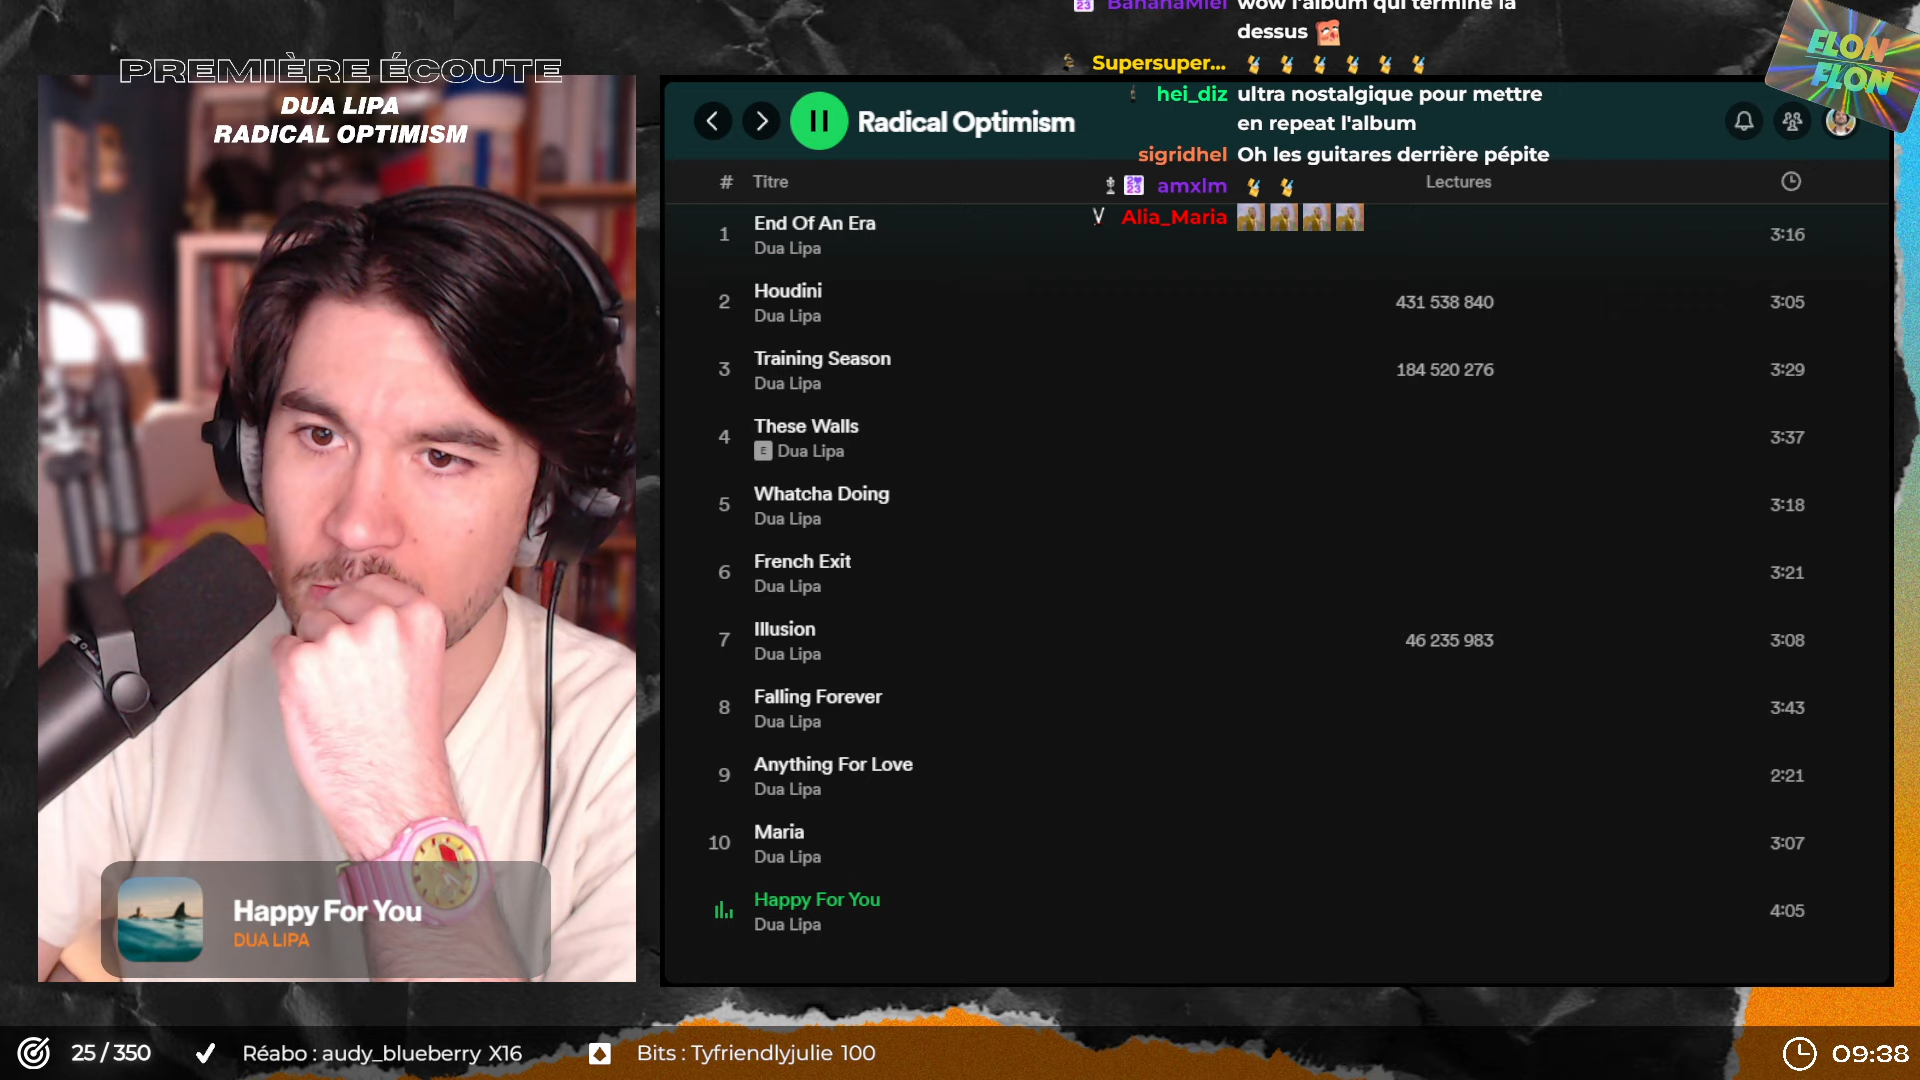 PREMIÈRE ÉCOUTE
DUA LIPA
RADICAL OPTIMISM
BananaMiel wow l'album qui termine là
dessus
Supersuper...
hei_diz ultra nostalgique pour mettre
en repeat l'album
sigridhel Oh les guitares derrière pépite
amxlm
Alia_Maria
FLON
FLON
Radical Optimism
# Titre Lectures
1 End Of An Era 3:16
Dua Lipa
2 Houdini 431 538 840 3:05
Dua Lipa
3 Training Season 184 520 276 3:29
Dua Lipa
4 These Walls 3:37
E Dua Lipa
5 Whatcha Doing 3:18
Dua Lipa
6 French Exit 3:21
Dua Lipa
7 Illusion 46 235 983 3:08
Dua Lipa
8 Falling Forever 3:43
Dua Lipa
9 Anything For Love 2:21
Dua Lipa
10 Maria 3:07
Dua Lipa
Happy For You 4:05
Dua Lipa
Happy For You
DUA LIPA
25 / 350 Réabo : audy_blueberry X16 Bits : Tyfriendlyjulie 100 09:38